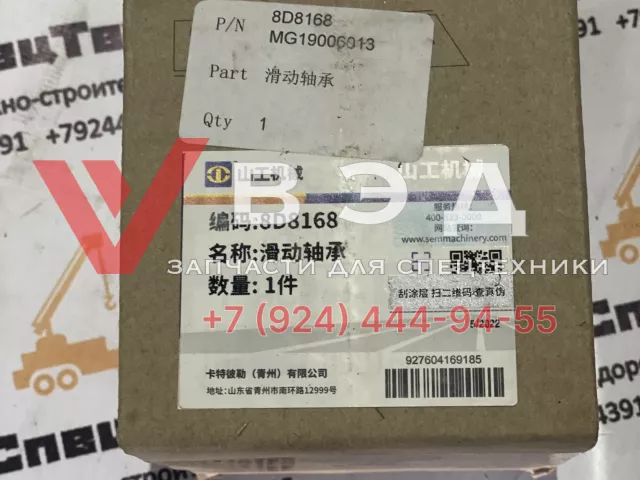 P/N 8D8168
MG19006913
Part 滑动轴承
Qty 1
山工机械 山工机械
编码:8D8168
名称:滑动轴承
数量:1件
www.semmachinery.com
刮涂层 扫二维码 查真伪
927604169185
卡特彼勒（青州）有限公司
地址:山东省青州市南环路12999号
ВЭД
ЗАПЧАСТИ ДЛЯ СПЕЦТЕХНИКИ
+7 (924) 444-94-55